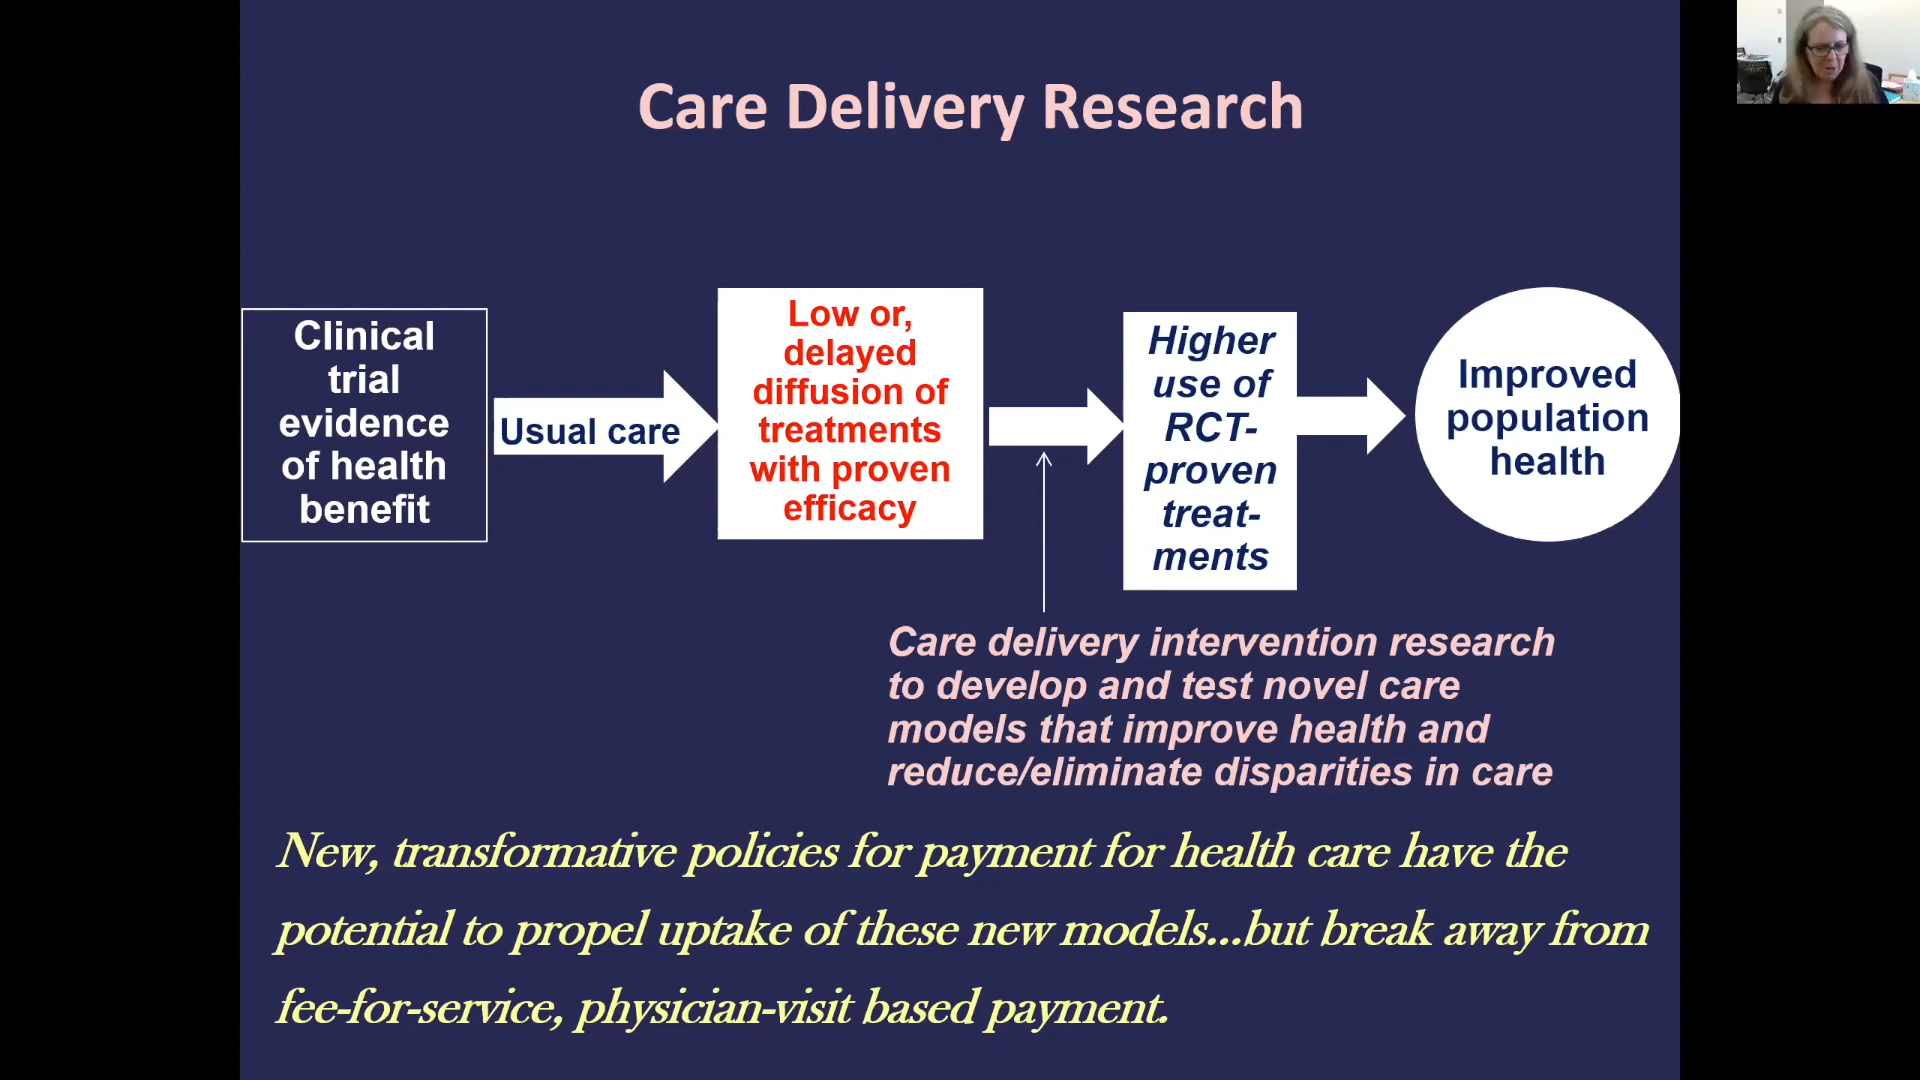 Care Delivery Research
Clinical
trial
evidence
of health
benefit
Usual care
Low or,
delayed
diffusion of
treatments
with proven
efficacy
Higher
use of
RCT-
proven
treat-
ments
Improved
population
health
Care delivery intervention research
to develop and test novel care
models that improve health and
reduce/eliminate disparities in care
New, transformative policies for payment for health care have the
potential to propel uptake of these new models...but break away from
fee-for-service, physician-visit based payment.